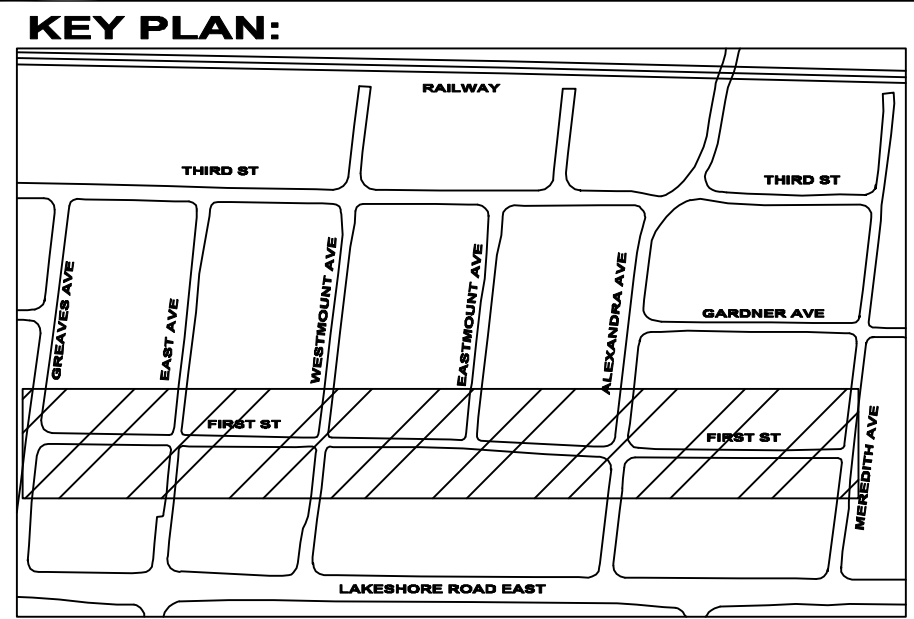 KEY PLAN:
RAILWAY
THIRD ST
THIRD ST
GREAVES AVE
EAST AVE
WESTMOUNT AVE
EASTMOUNT AVE
ALEXANDRA AVE
GARDNER AVE
FIRST ST
FIRST ST
MEREDITH AVE
LAKESHORE ROAD EAST